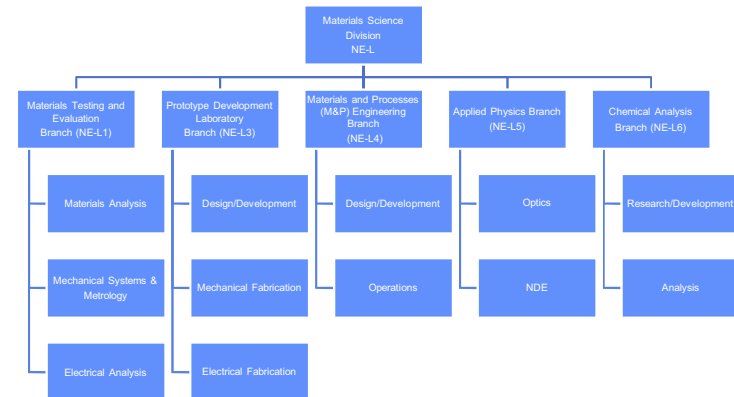 Materials Science
Division
NE-L
Materials Testing and
Evaluation
Branch (NE-L1)
Prototype Development
Laboratory
Branch (NE-L3)
Materials and Processes
(M&P) Engineering
Branch
(NE-L4)
Applied Physics Branch
(NE-L5)
Chemical Analysis
Branch (NE-L6)
Materials Analysis
Design/Development
Design/Development
Optics
Research/Development
Mechanical Systems &
Metrology
Mechanical Fabrication
Operations
NDE
Analysis
Electrical Analysis
Electrical Fabrication